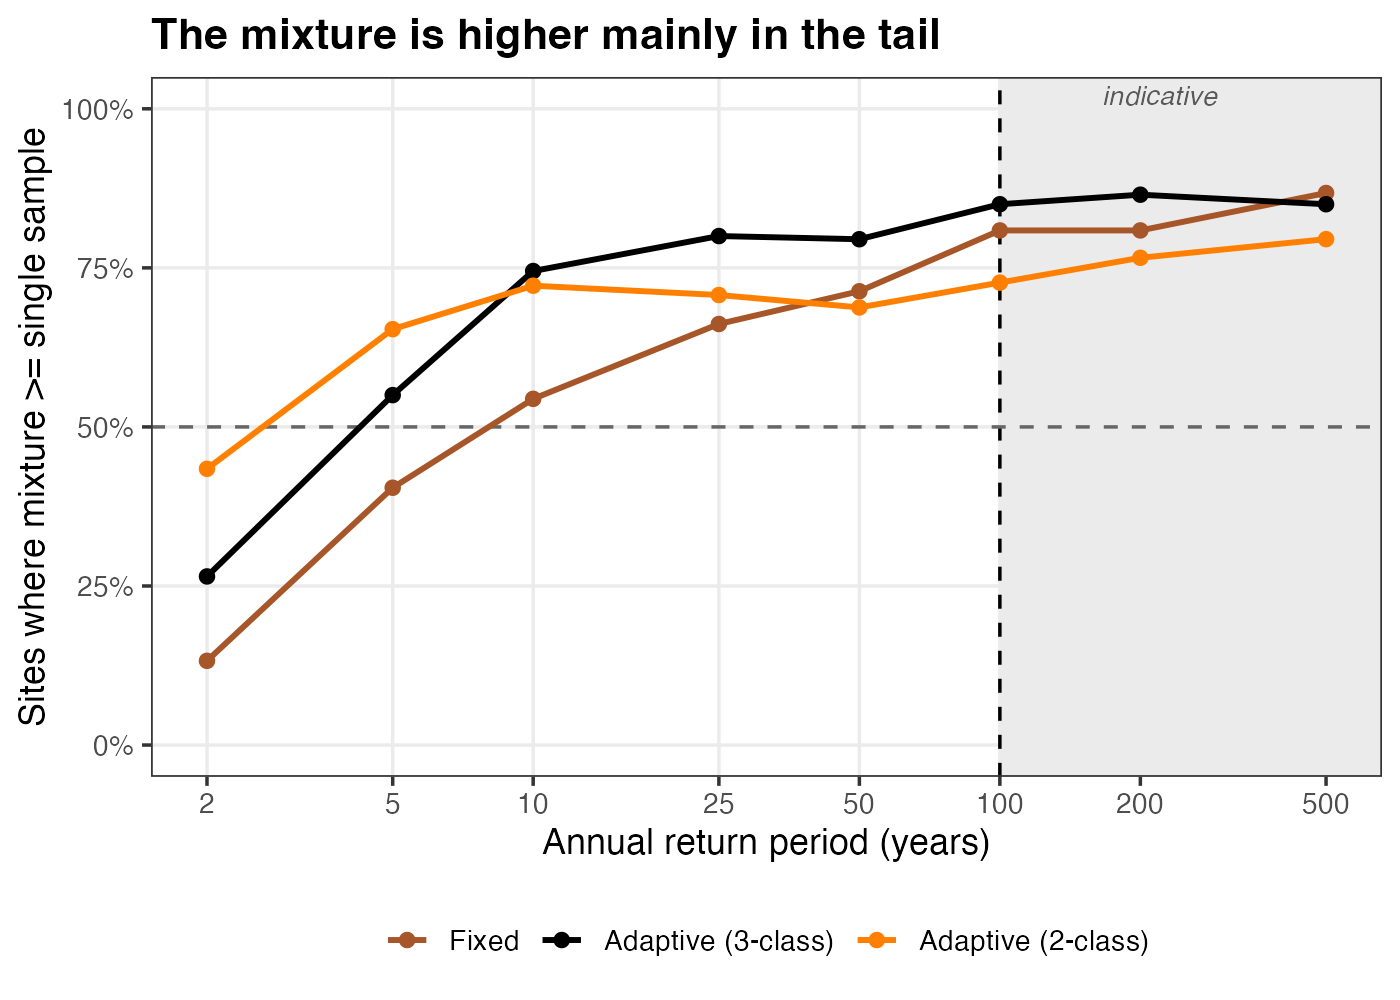 The mixture is higher mainly in the tail
indicative
Sites where mixture >= single sample
100%
75%
50%
25%
0%
2 5 10 25 50 100 200 500
Annual return period (years)
Fixed Adaptive (3-class) Adaptive (2-class)